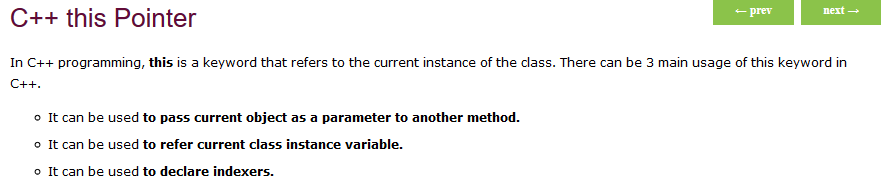 C++ this Pointer
← prev
next →
In C++ programming, this is a keyword that refers to the current instance of the class. There can be 3 main usage of this keyword in
C++.
It can be used to pass current object as a parameter to another method.
It can be used to refer current class instance variable.
It can be used to declare indexers.